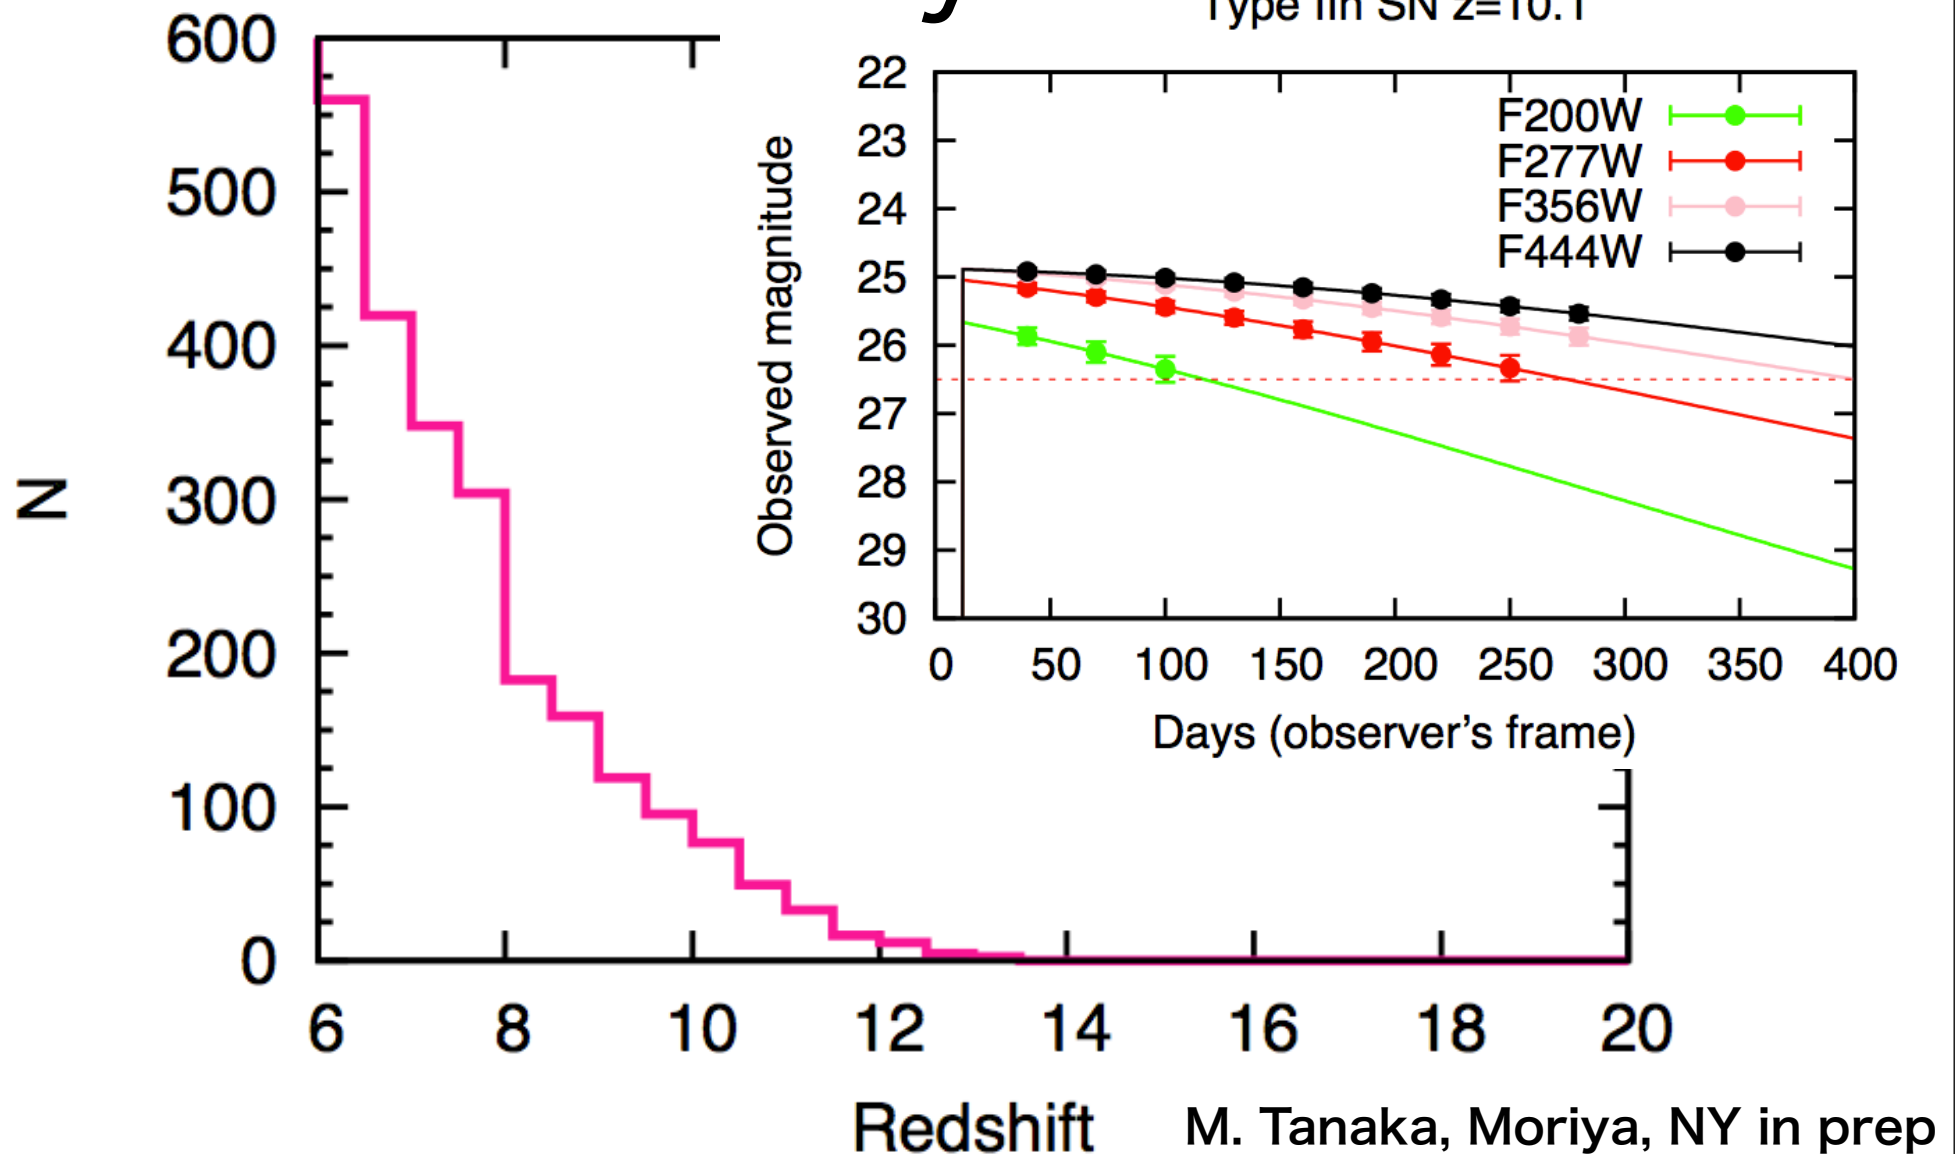 Type IIn SN z=10.1
600
500
400
300
200
100
0
N
6 8 10 12 14 16 18 20
Redshift
22
23
24
25
26
27
28
29
30
Observed magnitude
F200W
F277W
F356W
F444W
0 50 100 150 200 250 300 350 400
Days (observer's frame)
M. Tanaka, Moriya, NY in prep